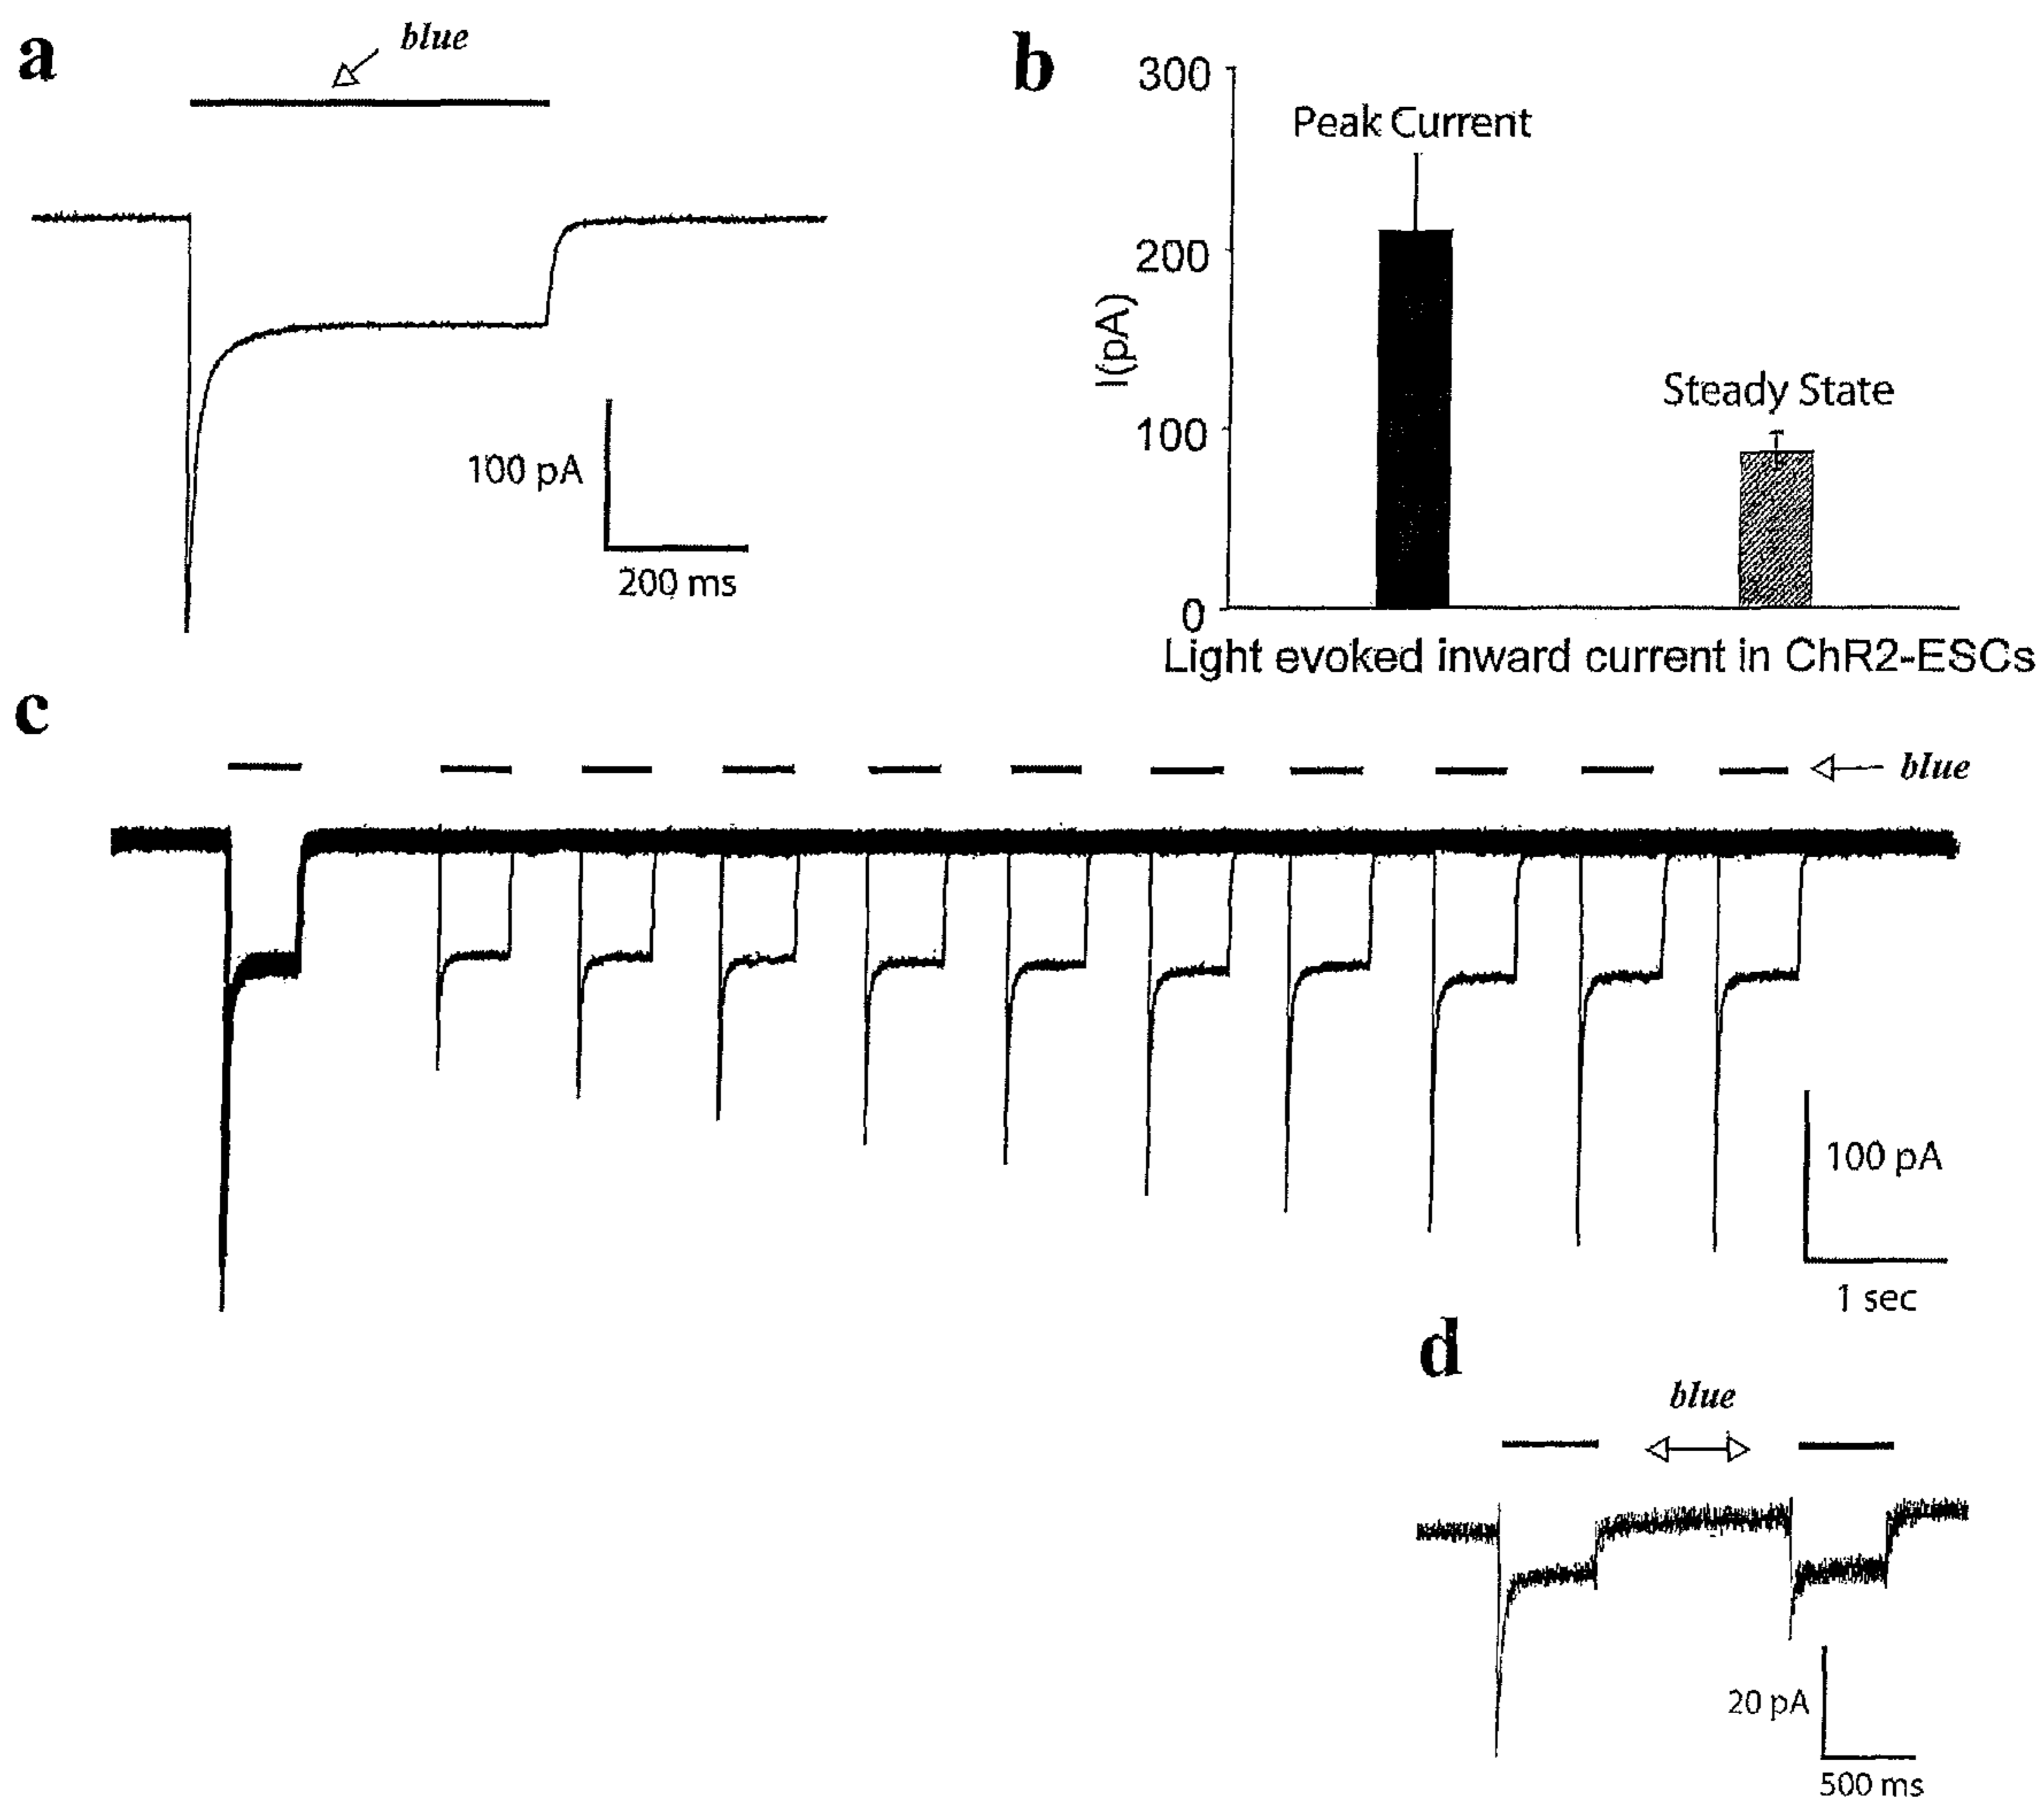 a
blue
100 pA
200 ms
b
300
200
100
0
I(pA)
Peak Current
Steady State
Light evoked inward current in ChR2-ESCs
c
blue
100 pA
1 sec
d
blue
20 pA
500 ms